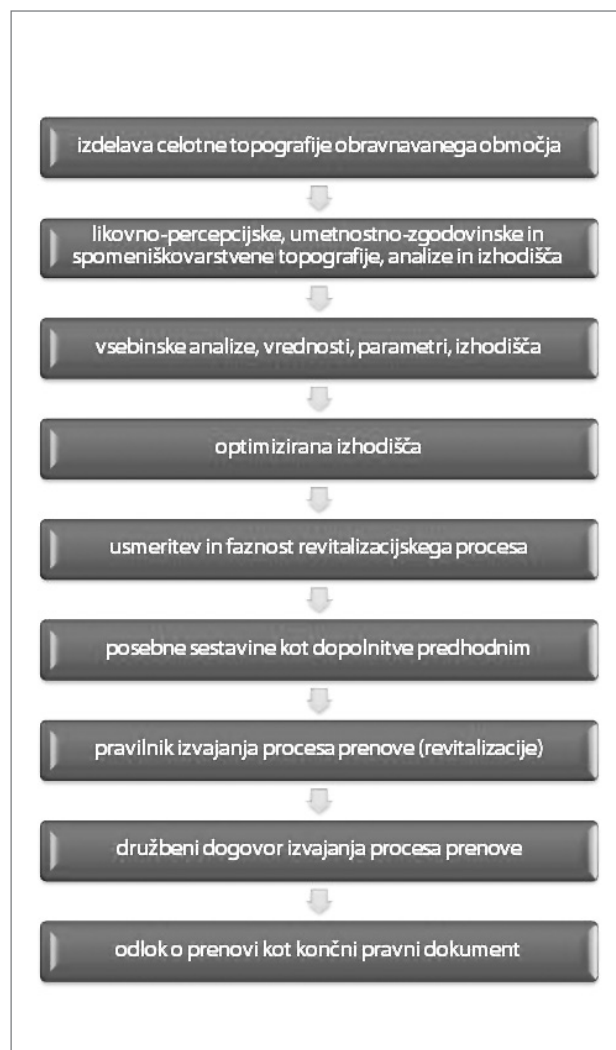 izdelava celotne topografije obravnavanega območja
likovno-percepcijske, umetnostno-zgodovinske in
spomeniškovarstvene topografije, analize in izhodišča
vsebinske analize, vrednosti, parametri, izhodišča
optimizirana izhodišča
usmeritev in faznost revitalizacijskega procesa
posebne sestavine kot dopolnitve predhodnim
pravilnik izvajanja procesa prenove (revitalizacije)
družbeni dogovor izvajanja procesa prenove
odlok o prenovi kot končni pravni dokument